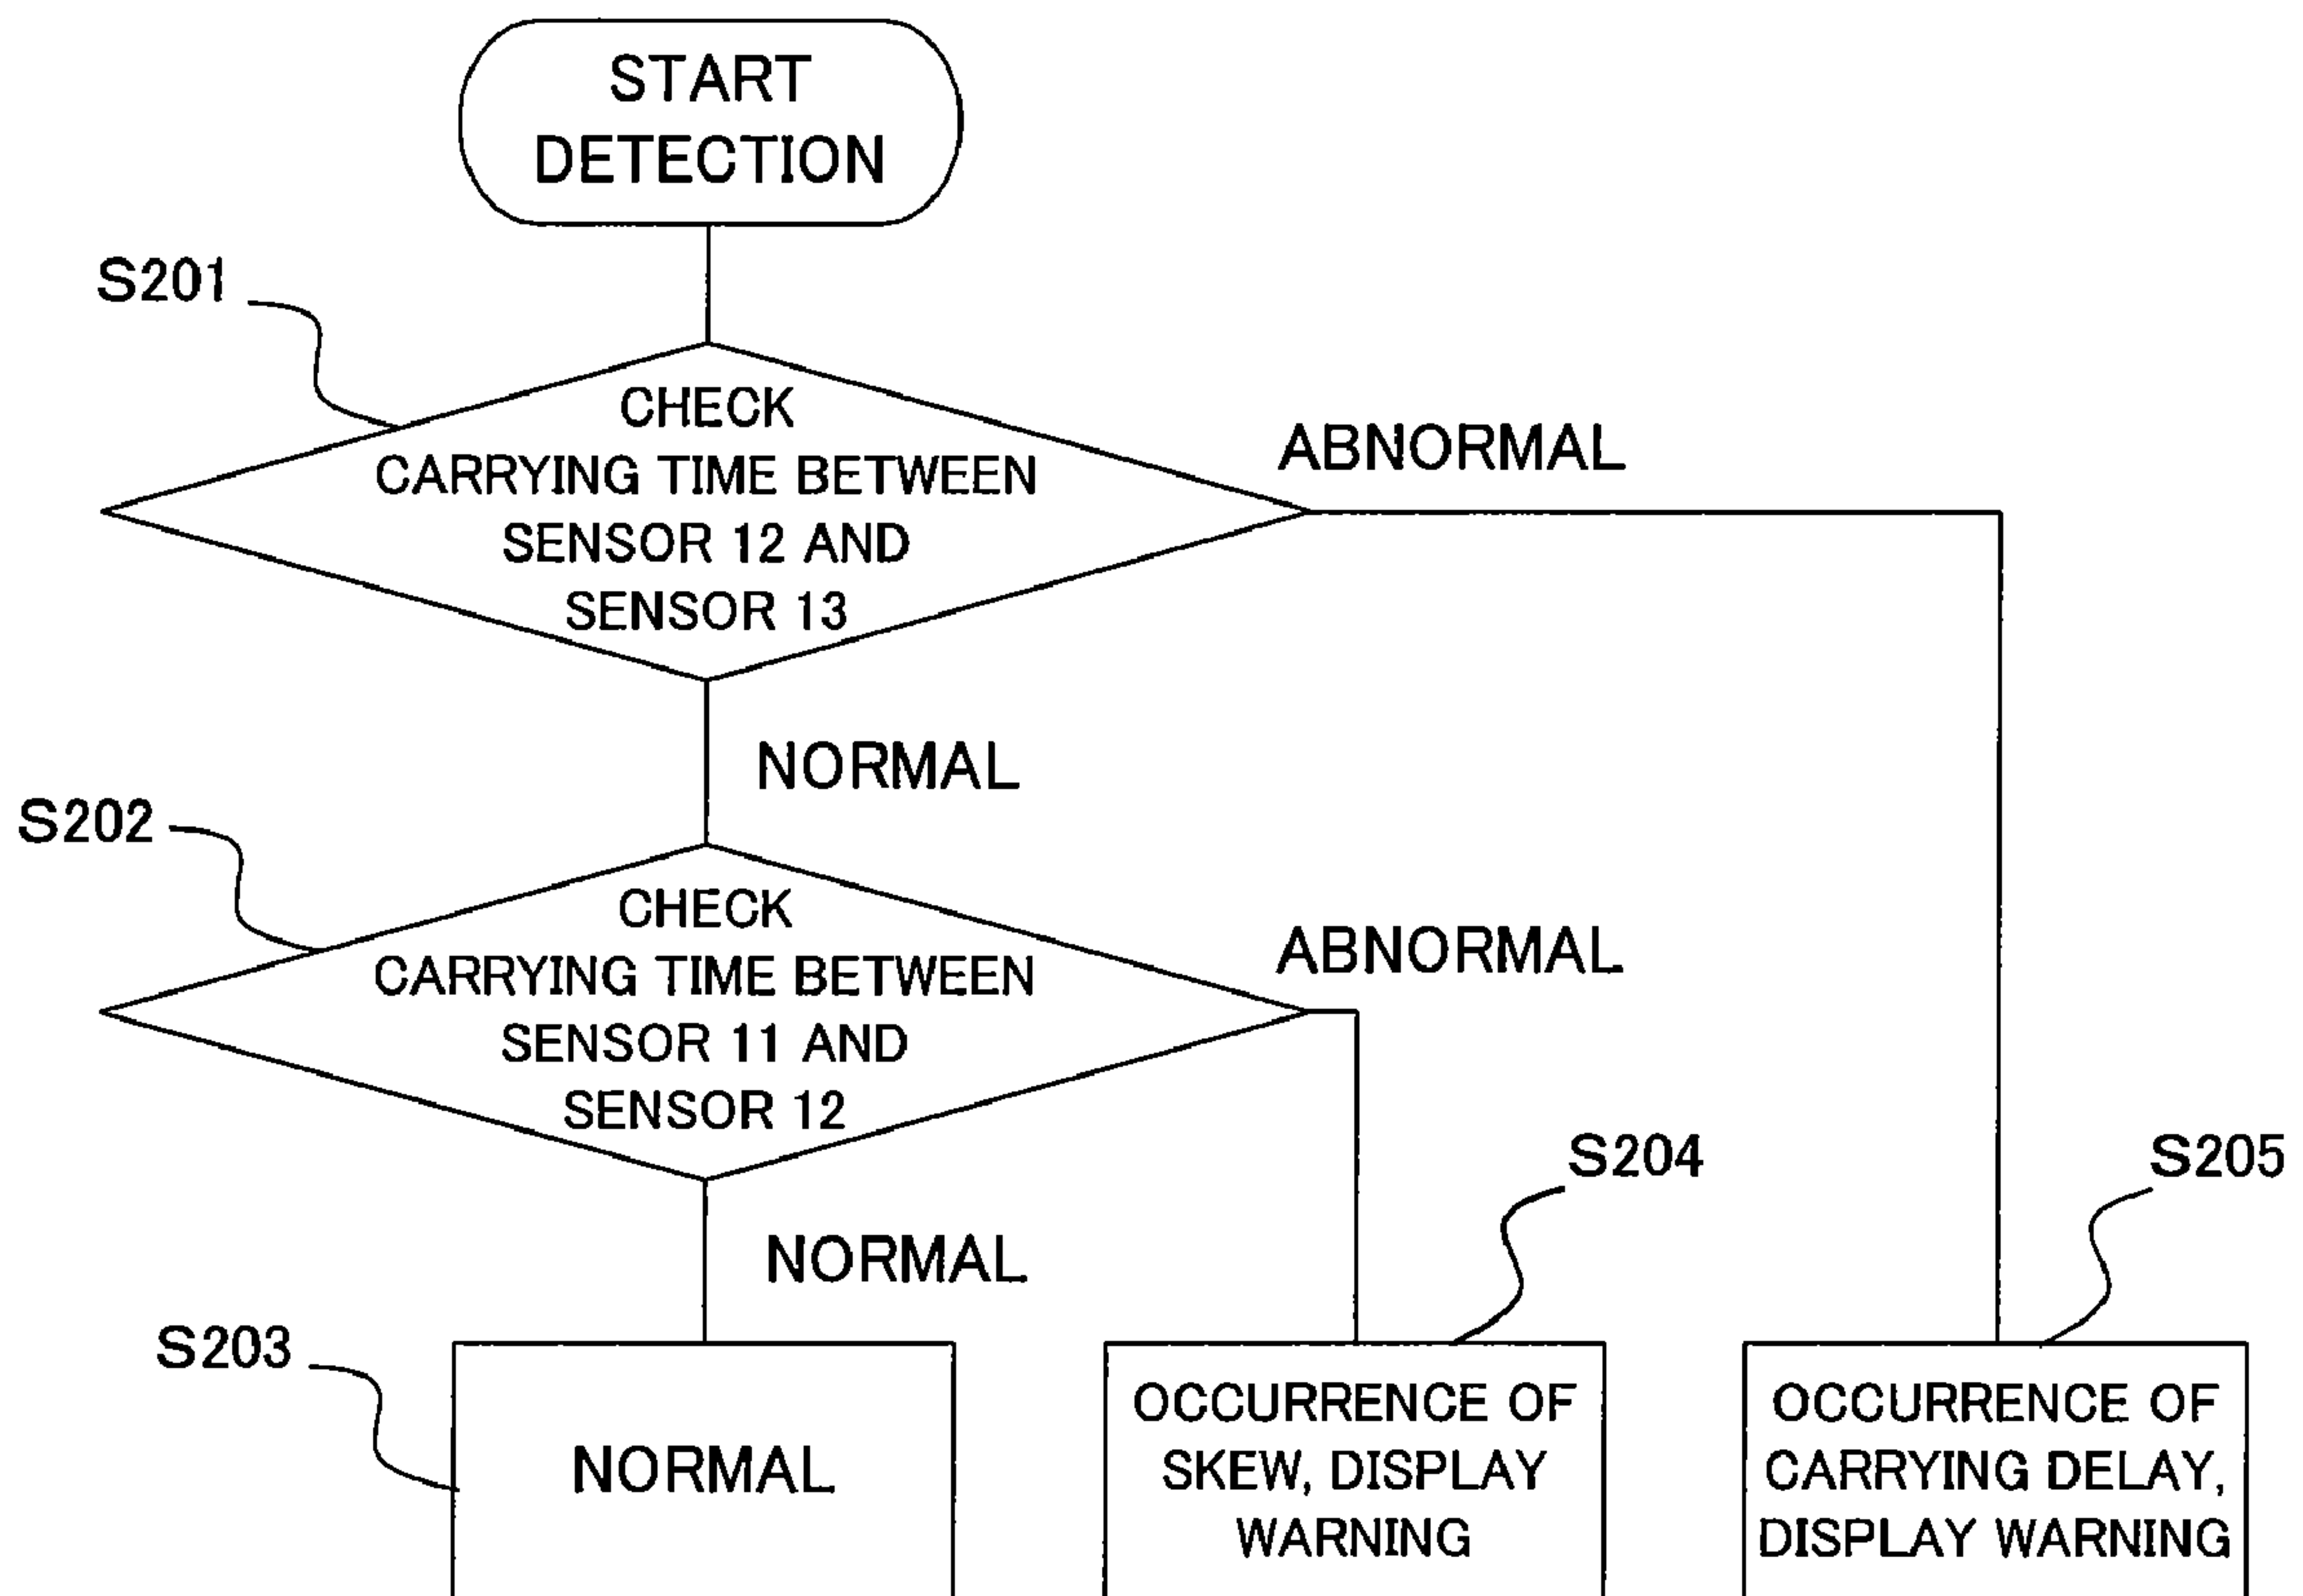 START
DETECTION
S201
CHECK
CARRYING TIME BETWEEN
SENSOR 12 AND
SENSOR 13
ABNORMAL
NORMAL
S202
CHECK
CARRYING TIME BETWEEN
SENSOR 11 AND
SENSOR 12
ABNORMAL
NORMAL
S203
NORMAL
S204
OCCURRENCE OF
SKEW, DISPLAY
WARNING
S205
OCCURRENCE OF
CARRYING DELAY,
DISPLAY WARNING